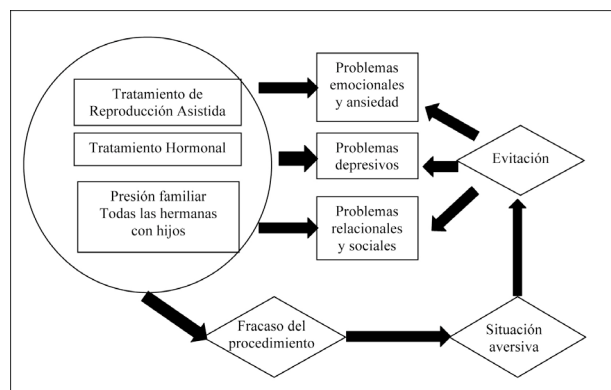 Tratamiento de
Reproducción Asistida
Tratamiento Hormonal
Presión familiar
Todas las hermanas
con hijos
Problemas
emocionales
y ansiedad
Problemas
depresivos
Problemas
relacionales
y sociales
Evitación
Fracaso del
procedimiento
Situación
aversiva